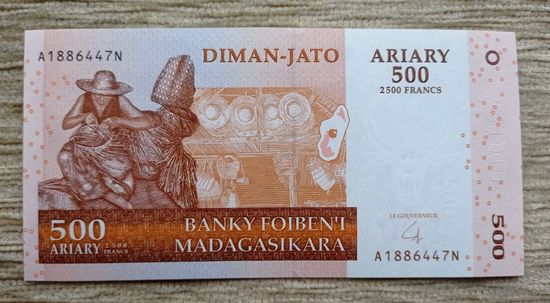 A1886447N
DIMAN-JATO
ARIARY
500
2500 FRANCS
500
ARIARY 2500 FRANCS
BANKY FOIBEN'I
MADAGASIKARA
LE GOUVERNEUR
A1886447N
500